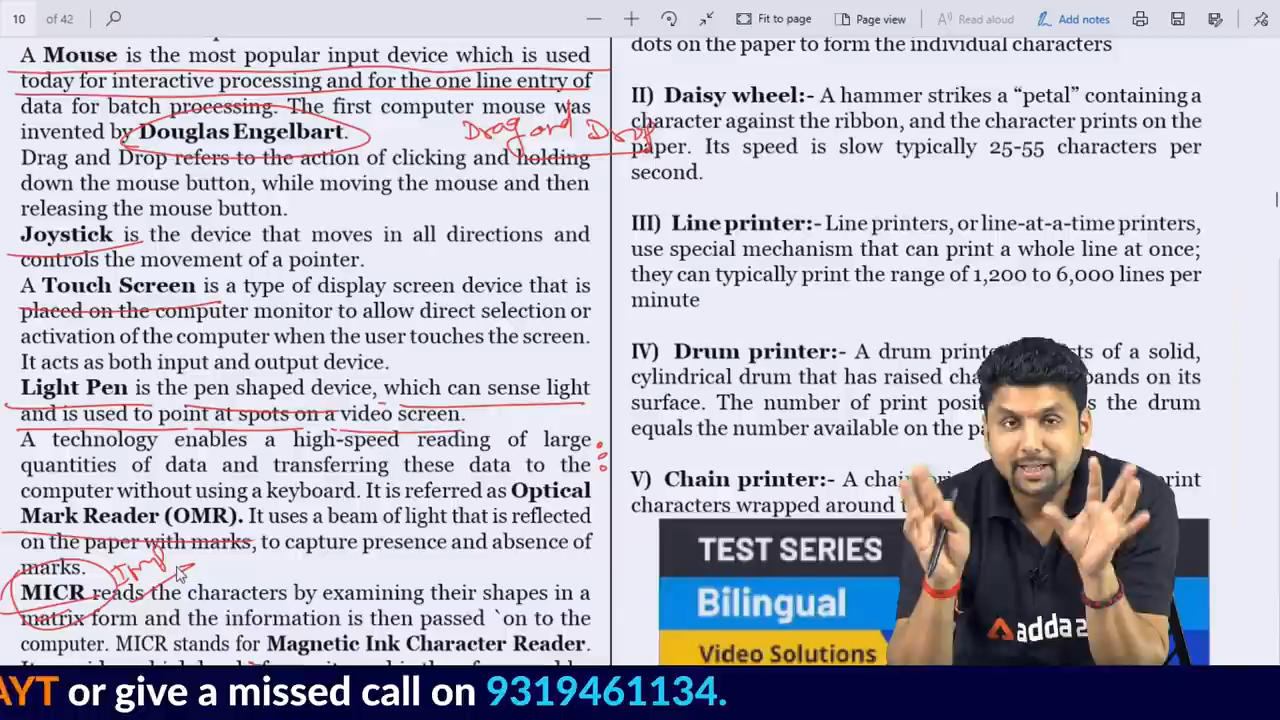 10 of 42
Fit to page
Page view
Read aloud
Add notes
A Mouse is the most popular input device which is used
today for interactive processing and for the one line entry of
data for batch processing. The first computer mouse was
invented by Douglas Engelbart.
Drag and Drop
Drag and Drop refers to the action of clicking and holding
down the mouse button, while moving the mouse and then
releasing the mouse button.
Joystick is the device that moves in all directions and
controls the movement of a pointer.
A Touch Screen is a type of display screen device that is
placed on the computer monitor to allow direct selection or
activation of the computer when the user touches the screen.
It acts as both input and output device.
Light Pen is the pen shaped device, which can sense light
and is used to point at spots on a video screen.
A technology enables a high-speed reading of large
quantities of data and transferring these data to the
computer without using a keyboard. It is referred as Optical
Mark Reader (OMR). It uses a beam of light that is reflected
on the paper with marks, to capture presence and absence of
marks.
Imp
MICR reads the characters by examining their shapes in a
matrix form and the information is then passed `on to the
computer. MICR stands for Magnetic Ink Character Reader.
dots on the paper to form the individual characters
II) Daisy wheel:- A hammer strikes a “petal” containing a
character against the ribbon, and the character prints on the
paper. Its speed is slow typically 25-55 characters per
second.
III) Line printer:- Line printers, or line-at-a-time printers,
use special mechanism that can print a whole line at once;
they can typically print the range of 1,200 to 6,000 lines per
minute
IV) Drum printer:- A drum of a solid,
cylindrical drum that has raised on its
surface. The number of print the drum
equals the number available on the
V) Chain printer:- A print
characters wrapped around
TEST SERIES
Bilingual
Video Solutions
adda2
AYT or give a missed call on 9319461134.